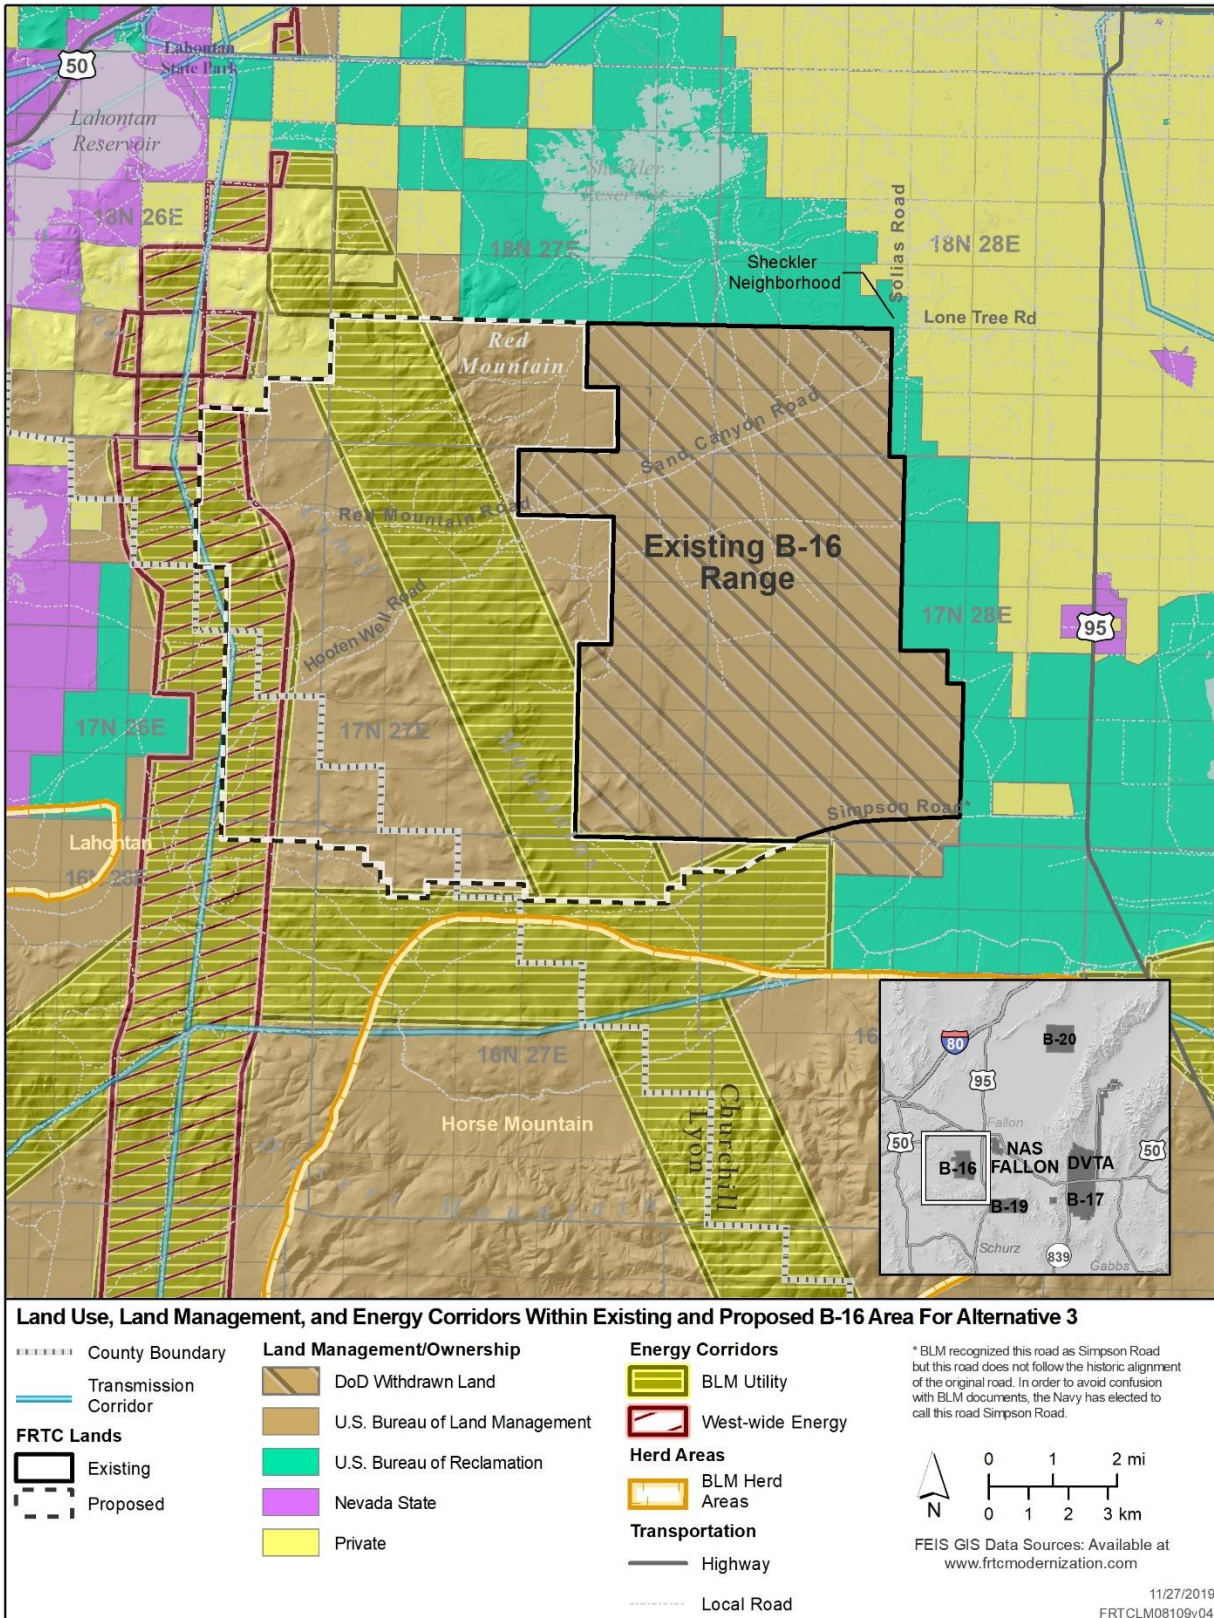 50
Lahontan
State Park
Lahontan
Reservoir
Sheckler
Reservoir
18N 26E
18N 27E
18N 28E
Solias Road
Sheckler
Neighborhood
Lone Tree Rd
Red
Mountain
Sand Canyon Road
Red Mountain Road
Camel
Existing B-16
Range
Hooten Well Road
17N 28E
95
17N 26E
17N 27E
Mountains
Simpson Road*
Lahontan
16N 27E
Horse Mountain
Churchill
Lyon
80
B-20
95
Fallon
50
NAS
FALLON
DVTA
50
B-16
B-17
B-19
Schurz
839
Gabbs
Land Use, Land Management, and Energy Corridors Within Existing and Proposed B-16 Area For Alternative 3
County Boundary
Transmission
Corridor
FRTC Lands
Existing
Proposed
Land Management/Ownership
DoD Withdrawn Land
U.S. Bureau of Land Management
U.S. Bureau of Reclamation
Nevada State
Private
Energy Corridors
BLM Utility
West-wide Energy
Herd Areas
BLM Herd
Areas
Transportation
Highway
Local Road
* BLM recognized this road as Simpson Road
but this road does not follow the historic alignment
of the original road. In order to avoid confusion
with BLM documents, the Navy has elected to
call this road Simpson Road.
N
0 1 2 mi
0 1 2 3 km
FEIS GIS Data Sources: Available at
www.frtcmodernization.com
11/27/2019
FRTCLM08109v04